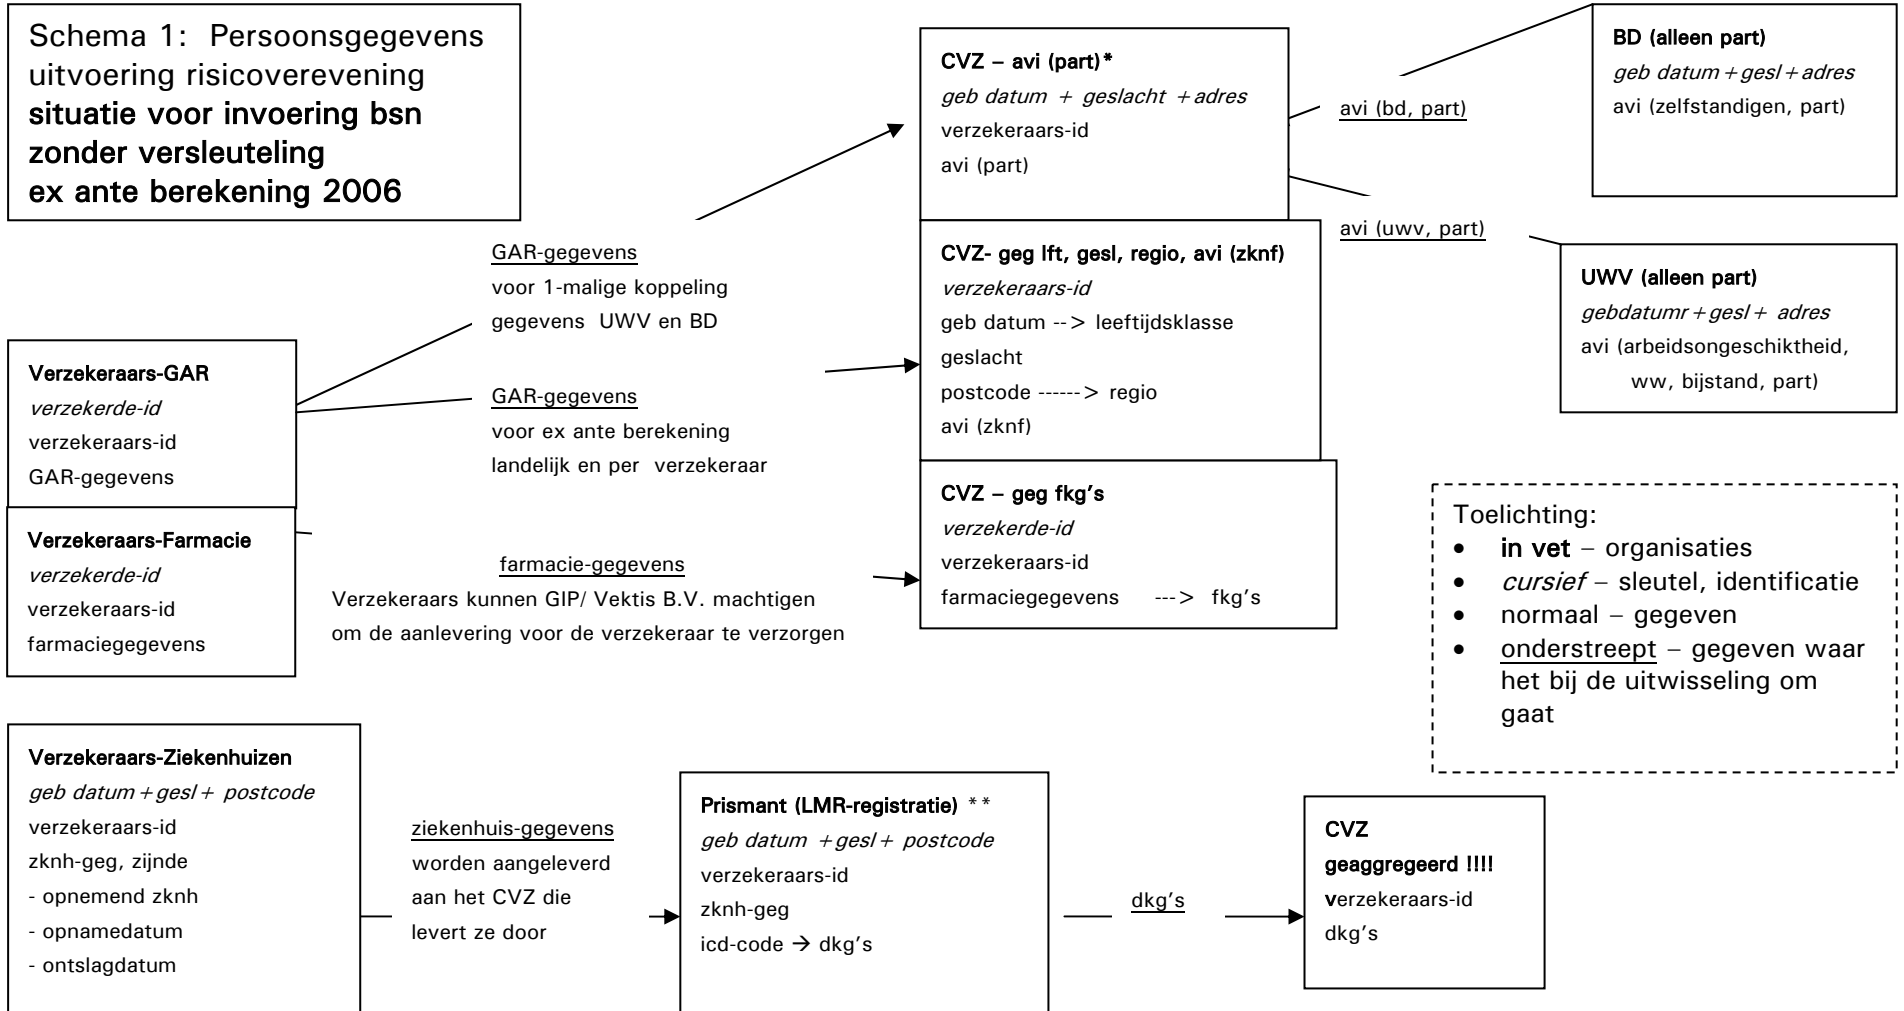 Schema 1: Persoonsgegevens
uitvoering risicoverevening
situatie voor invoering bsn
zonder versleuteling
ex ante berekening 2006
CVZ – avi (part)*
geb datum + geslacht +adres
verzekeraars-id
avi (part)
avi (bd, part)
BD (alleen part)
geb datum+gesl+adres
avi (zelfstandigen, part)
avi (uwv, part)
UWV (alleen part)
gebdatumr+gesl+ adres
avi (arbeidsongeschiktheid,
ww, bijstand, part)
GAR-gegevens
voor 1-malige koppeling
gegevens UWV en BD
CVZ- geg lft, gesl, regio, avi (zknf)
verzekeraars-id
geb datum --> leeftijdsklasse
geslacht
postcode ------> regio
avi (zknf)
Verzekeraars-GAR
verzekerde-id
verzekeraars-id
GAR-gegevens
GAR-gegevens
voor ex ante berekening
landelijk en per verzekeraar
Verzekeraars-Farmacie
verzekerde-id
verzekeraars-id
farmaciegegevens
farmacie-gegevens
Verzekeraars kunnen GIP/ Vektis B.V. machtigen
om de aanlevering voor de verzekeraar te verzorgen
CVZ – geg fkg's
verzekerde-id
verzekeraars-id
farmaciegegevens ---> fkg's
Toelichting:
• in vet – organisaties
• cursief – sleutel, identificatie
• normaal – gegeven
• onderstreept – gegeven waar
het bij de uitwisseling om
gaat
Verzekeraars-Ziekenhuizen
geb datum+gesl+ postcode
verzekeraars-id
zknh-geg, zijnde
- opnemend zknh
- opnamedatum
- ontslagdatum
ziekenhuis-gegevens
worden aangeleverd
aan het CVZ die
levert ze door
Prismant (LMR-registratie) **
geb datum +gesl+ postcode
verzekeraars-id
zknh-geg
icd-code → dkg's
dkg's
CVZ
geaggregeerd !!!!
verzekeraars-id
dkg's